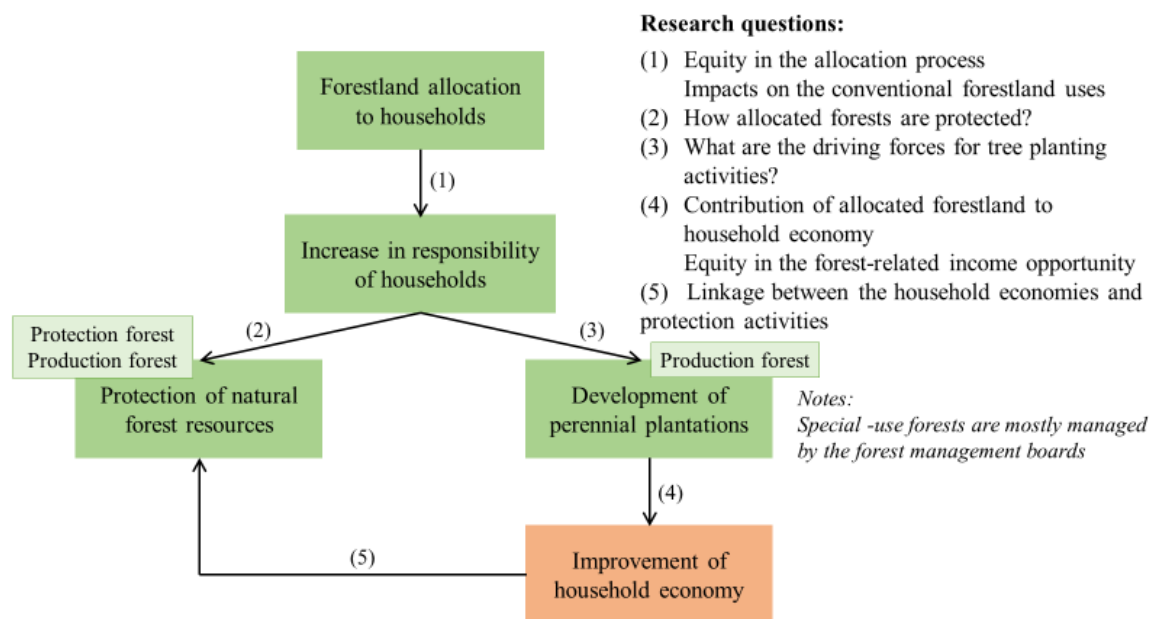 Forestland allocation
to households
(1)
Increase in responsibility
of households
(2)
(3)
Protection forest
Production forest
Production forest
Protection of natural
forest resources
Development of
perennial plantations
(4)
(5)
Improvement of
household economy
Research questions:
(1) Equity in the allocation process
Impacts on the conventional forestland uses
(2) How allocated forests are protected?
(3) What are the driving forces for tree planting
activities?
(4) Contribution of allocated forestland to
household economy
Equity in the forest-related income opportunity
(5) Linkage between the household economies and
protection activities
Notes:
Special -use forests are mostly managed
by the forest management boards